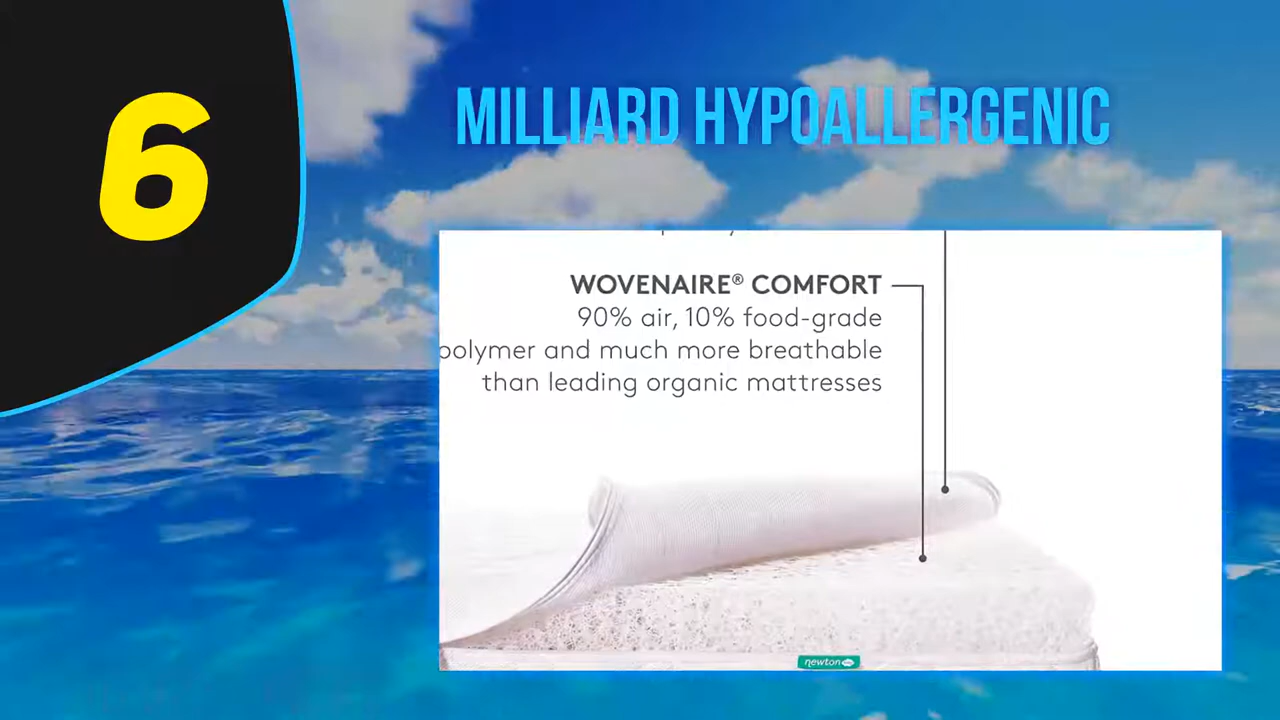 6
MILLIARD HYPOALLERGENIC
WOVENAIRE® COMFORT
90% air, 10% food-grade
polymer and much more breathable
than leading organic mattresses
newton